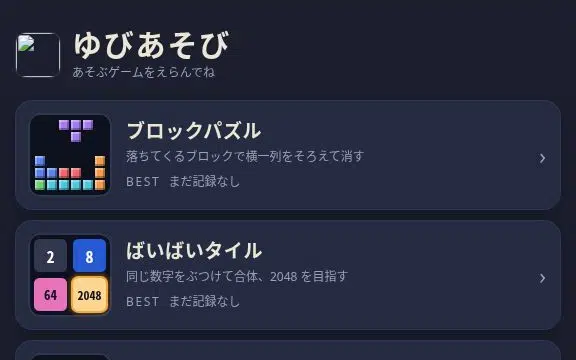 ゆびあそび
あそぶゲームをえらんでね
ブロックパズル
落ちてくるブロックで横一列をそろえて消す
BEST まだ記録なし
›
2 8
64 2048
ばいばいタイル
同じ数字をぶつけて合体、2048 を目指す
BEST まだ記録なし
›